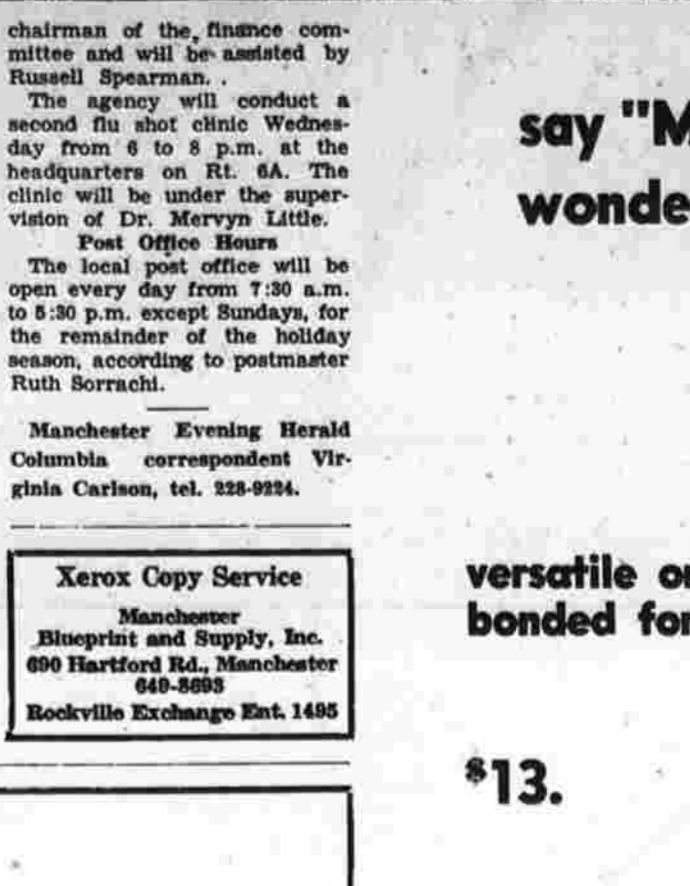 chairman of the finance com-
mittee and will be assisted by
Russell Spearman. .
The agency will conduct a
second flu shot clinic Wednes-
day from 6 to 8 p.m. at the
headquarters on Rt. 6A. The
clinic will be under the super-
vision of Dr. Mervyn Little.
Post Office Hours
The local post office will be
open every day from 7:30 a.m.
to 5:30 p.m. except Sundays, for
the remainder of the holiday
season, according to postmaster
Ruth Sorrachi.
Manchester Evening Herald
Columbia correspondent Vir-
ginia Carlson, tel. 228-9224.
Xerox Copy Service
Manchester
Blueprint and Supply, Inc.
690 Hartford Rd., Manchester
649-8693
Rockville Exchange Ent. 1495
say "M
wonde
versatile o
bonded for
$13.